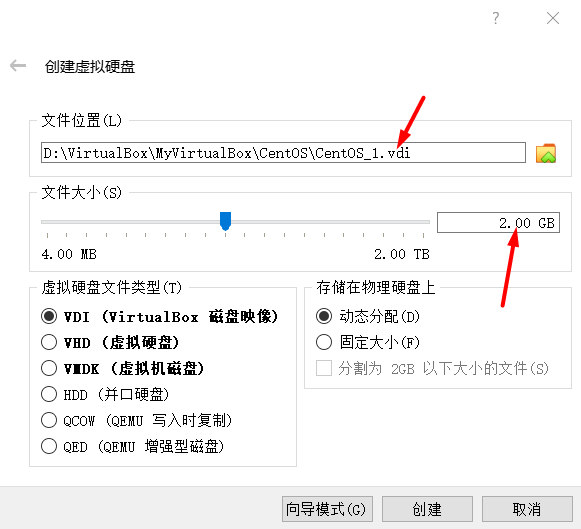 ?
创建虚拟硬盘
文件位置(L)
D:\VirtualBox\MyVirtualBox\CentOS\CentOS_1.vdi
文件大小(S)
2.00 GB
4.00 MB 2.00 TB
虚拟硬盘文件类型(T)
VDI (VirtualBox 磁盘映像)
VHD (虚拟硬盘)
VMDK (虚拟机磁盘)
HDD (并口硬盘)
QCOW (QEMU 写入时复制)
QED (QEMU 增强型磁盘)
存储在物理硬盘上
动态分配(D)
固定大小(F)
分割为 2GB 以下大小的文件(S)
向导模式(G) 创建 取消